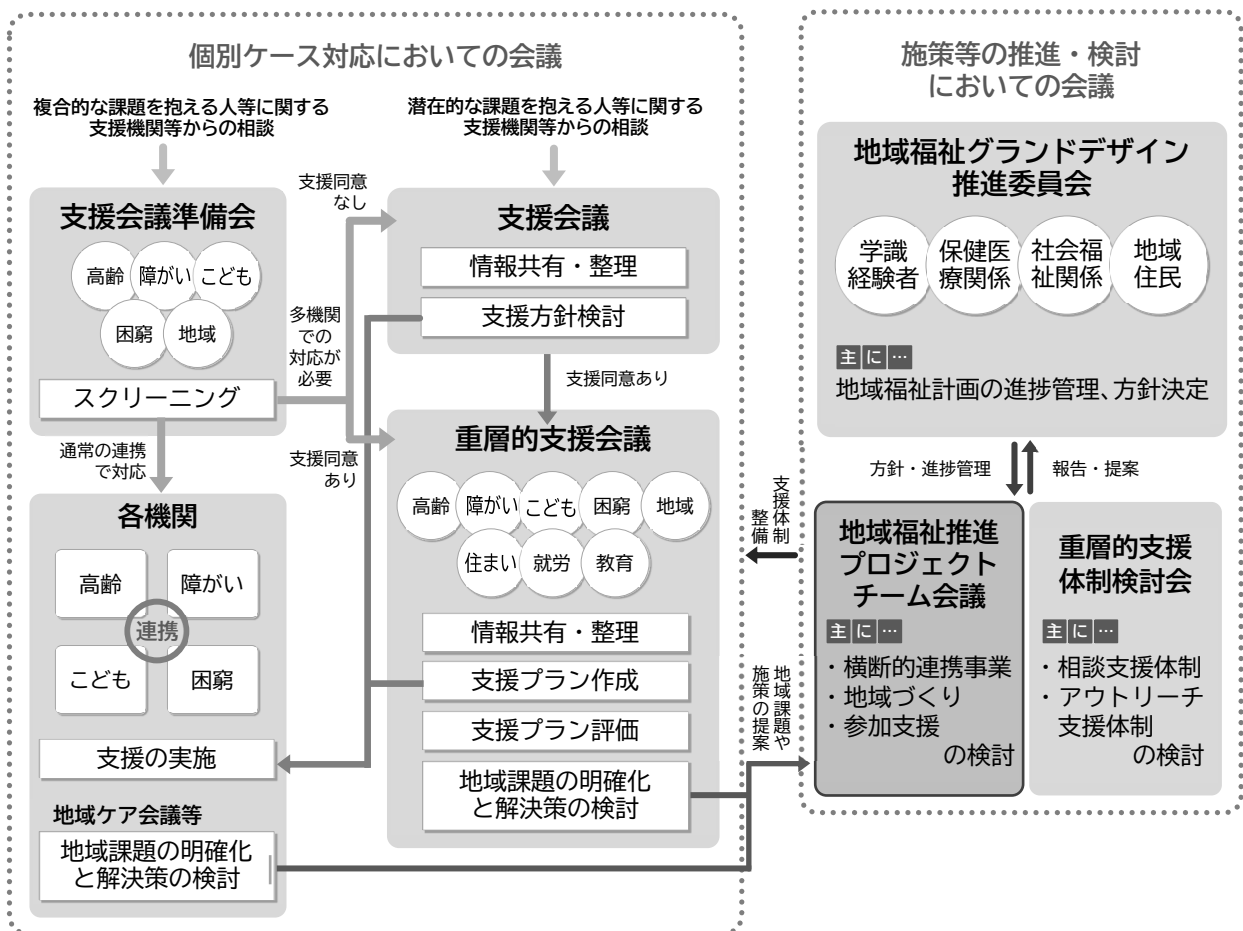 個別ケース対応においての会議
複合的な課題を抱える人等に関する
支援機関等からの相談
潜在的な課題を抱える人等に関する
支援機関等からの相談
支援会議準備会
高齢
障がい
こども
困窮
地域
スクリーニング
支援同意
なし
多機関
での
対応が
必要
支援同意
あり
通常の連携
で対応
支援会議
情報共有・整理
支援方針検討
支援同意あり
重層的支援会議
高齢
障がい
こども
困窮
地域
住まい
就労
教育
情報共有・整理
支援プラン作成
支援プラン評価
地域課題の明確化
と解決策の検討
各機関
高齢
障がい
連携
こども
困窮
支援の実施
地域ケア会議等
地域課題の明確化
と解決策の検討
支援体制
整備
地域課題や
施策の提案
施策等の推進・検討
においての会議
地域福祉グランドデザイン
推進委員会
学識
経験者
保健医
療関係
社会福
祉関係
地域
住民
主に…
地域福祉計画の進捗管理、方針決定
方針・進捗管理
報告・提案
地域福祉推進
プロジェクト
チーム会議
主に…
・横断的連携事業
・地域づくり
・参加支援
の検討
重層的支援
体制検討会
主に…
・相談支援体制
・アウトリーチ
支援体制
の検討